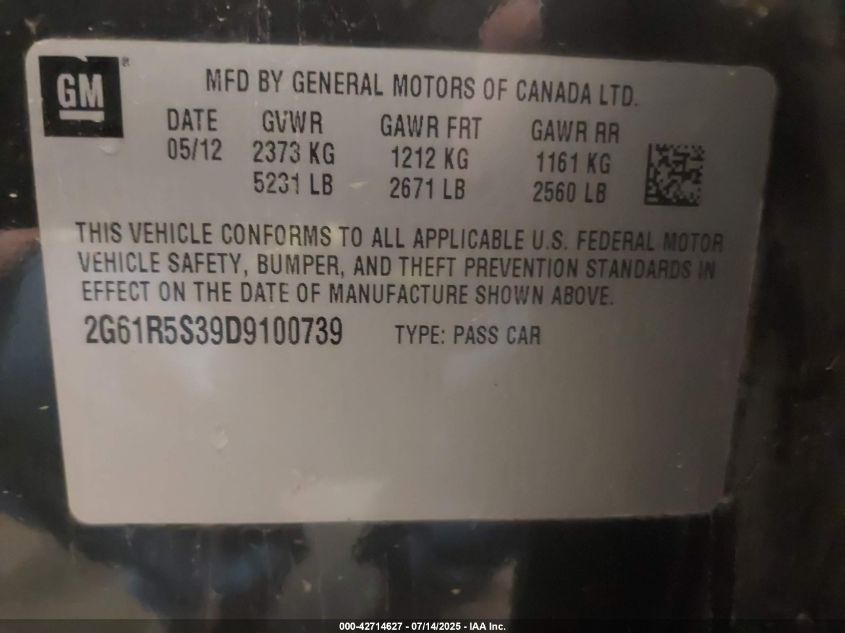 GM®
MFD BY GENERAL MOTORS OF CANADA LTD.
DATE GVWR GAWR FRT GAWR RR
05/12 2373 KG 1212 KG 1161 KG
5231 LB 2671 LB 2560 LB
THIS VEHICLE CONFORMS TO ALL APPLICABLE U.S. FEDERAL MOTOR
VEHICLE SAFETY, BUMPER, AND THEFT PREVENTION STANDARDS IN
EFFECT ON THE DATE OF MANUFACTURE SHOWN ABOVE.
2G61R5S39D9100739 TYPE: PASS CAR
000-42714627 - 07/14/2025 - IAA Inc.